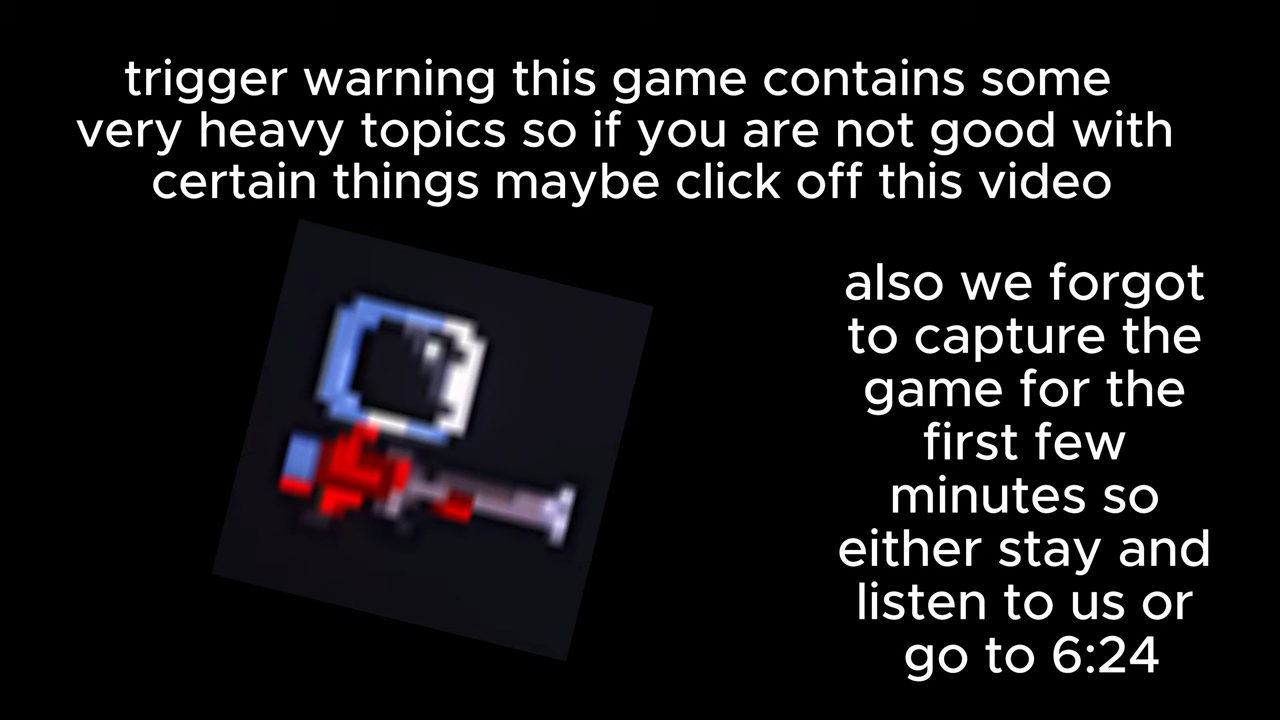 trigger warning this game contains some
very heavy topics so if you are not good with
certain things maybe click off this video
also we forgot
to capture the
game for the
first few
minutes so
either stay and
listen to us or
go to 6:24